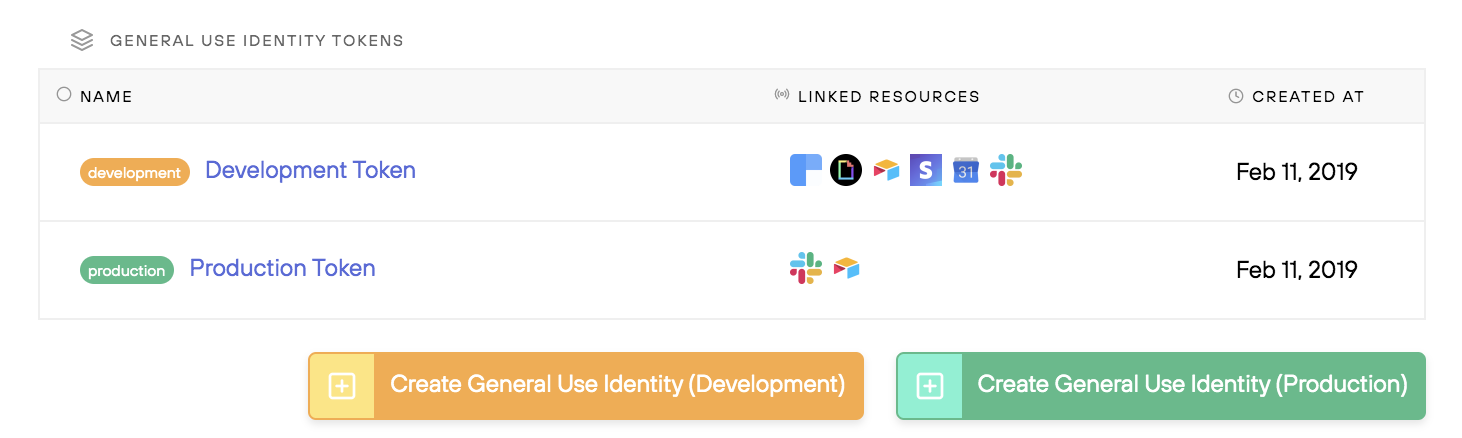 GENERAL USE IDENTITY TOKENS
NAME LINKED RESOURCES CREATED AT
development Development Token S 31 Feb 11, 2019
production Production Token Feb 11, 2019
Create General Use Identity (Development) Create General Use Identity (Production)